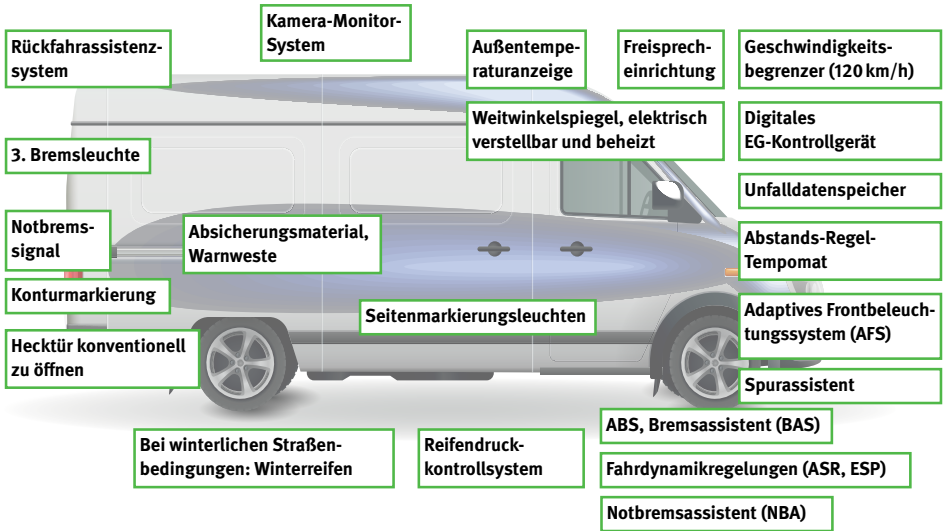 Kamera-Monitor-
System
Rückfahrassistenz-
system
Außentempe-
raturanzeige
Freisprech-
einrichtung
Geschwindigkeits-
begrenzer (120 km/h)
Weitwinkelspiegel, elektrisch
verstellbar und beheizt
Digitales
EG-Kontrollgerät
3. Bremsleuchte
Unfalldatenspeicher
Notbrems-
signal
Absicherungsmaterial,
Warnweste
Abstands-Regel-
Tempomat
Konturmarkierung
Seitenmarkierungsleuchten
Adaptives Frontbeleuch-
tungssystem (AFS)
Hecktür konventionell
zu öffnen
Spurassistent
Bei winterlichen Straßen-
bedingungen: Winterreifen
Reifendruck-
kontrollsystem
ABS, Bremsassistent (BAS)
Fahrdynamikregelungen (ASR, ESP)
Notbremsassistent (NBA)